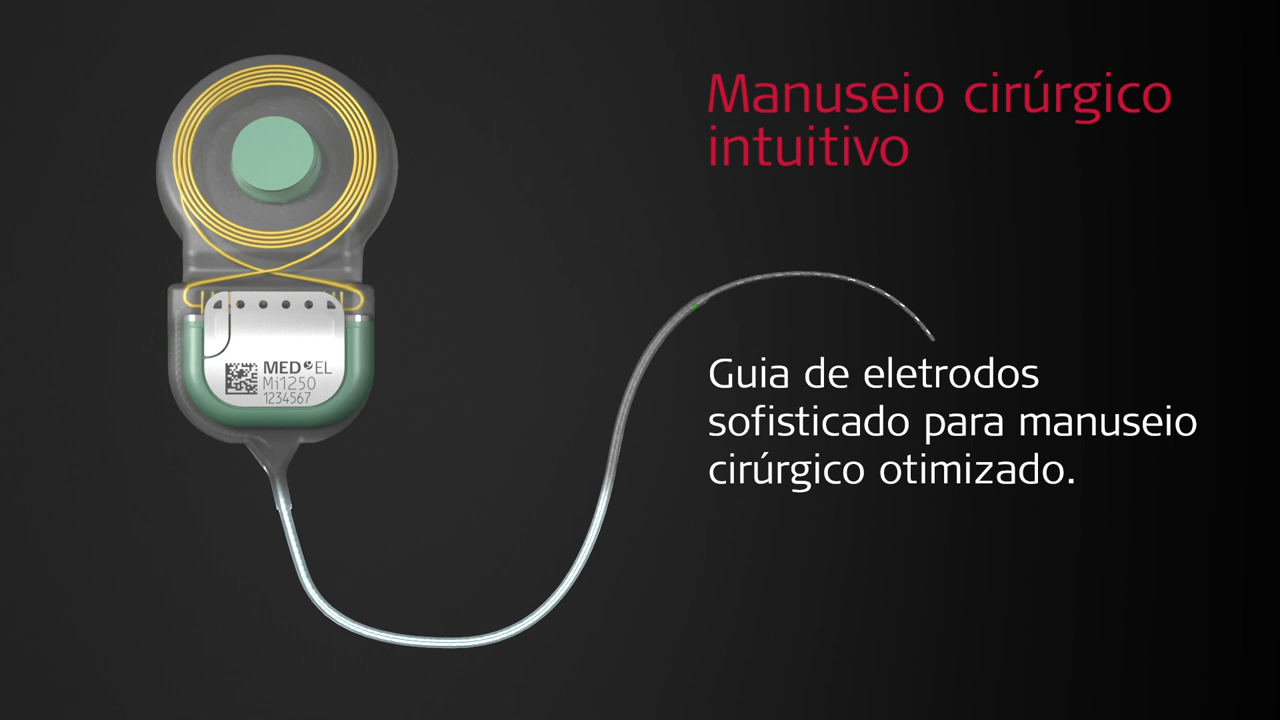 Manuseio cirúrgico
intuitivo
MED EL
Mi1250
1234567
Guia de eletrodos
sofisticado para manuseio
cirúrgico otimizado.